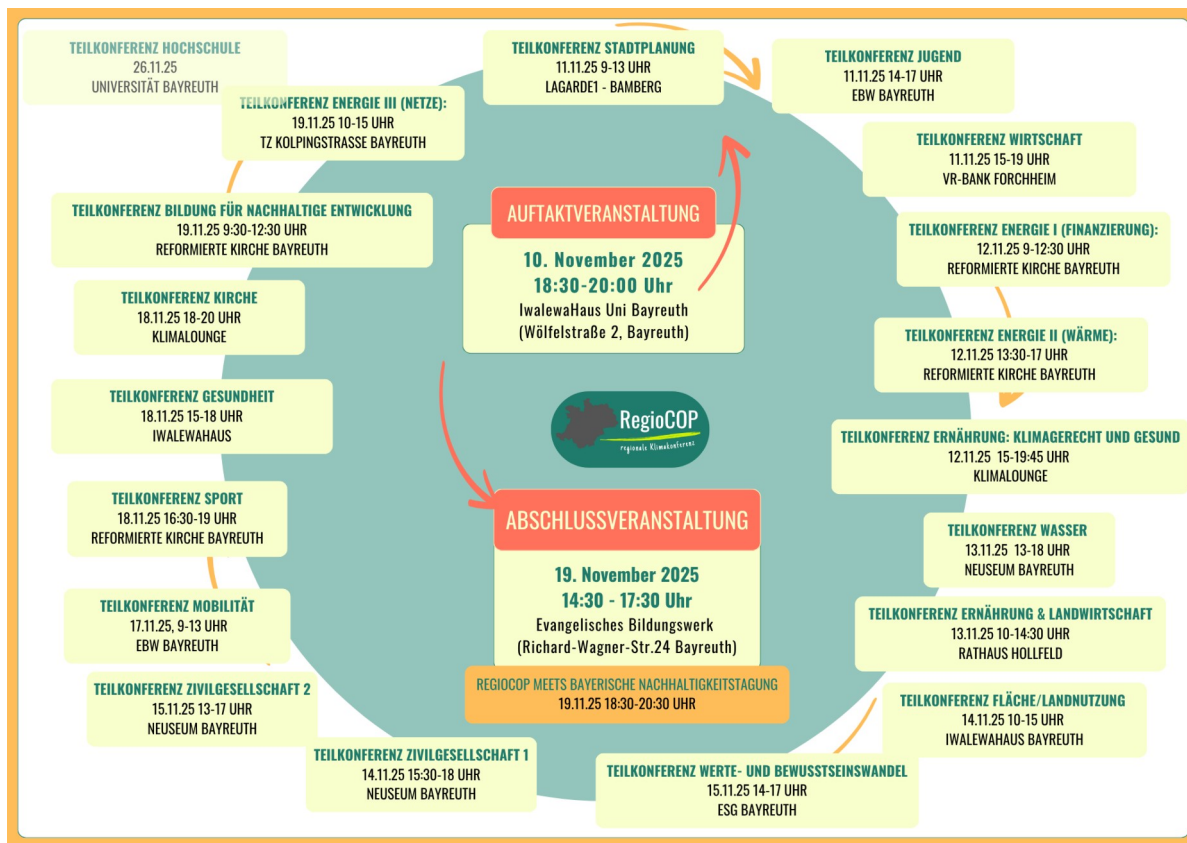 TEILKONFERENZ HOCHSCHULE
26.11.25
UNIVERSITÄT BAYREUTH
TEILKONFERENZ STADTPLANUNG
11.11.25 9-13 UHR
LAGARDE1 - BAMBERG
TEILKONFERENZ JUGEND
11.11.25 14-17 UHR
EBW BAYREUTH
TEILKONFERENZ ENERGIE III (NETZE):
19.11.25 10-15 UHR
TZ KOLPINGSTRASSE BAYREUTH
TEILKONFERENZ WIRTSCHAFT
11.11.25 15-19 UHR
VR-BANK FORCHHEIM
TEILKONFERENZ BILDUNG FÜR NACHHALTIGE ENTWICKLUNG
19.11.25 9:30-12:30 UHR
REFORMIERTE KIRCHE BAYREUTH
AUFTAKTVERANSTALTUNG
10. November 2025
18:30-20:00 Uhr
IwalewaHaus Uni Bayreuth
(Wölfelstraße 2, Bayreuth)
TEILKONFERENZ ENERGIE I (FINANZIERUNG):
12.11.25 9-12:30 UHR
REFORMIERTE KIRCHE BAYREUTH
TEILKONFERENZ KIRCHE
18.11.25 18-20 UHR
KLIMALOUNGE
TEILKONFERENZ ENERGIE II (WÄRME):
12.11.25 13:30-17 UHR
REFORMIERTE KIRCHE BAYREUTH
TEILKONFERENZ GESUNDHEIT
18.11.25 15-18 UHR
IWALEWAHAUS
RegioCOP
regionale Klimakonferenz
TEILKONFERENZ ERNÄHRUNG: KLIMAGERECHT UND GESUND
12.11.25 15-19:45 UHR
KLIMALOUNGE
TEILKONFERENZ SPORT
18.11.25 16:30-19 UHR
REFORMIERTE KIRCHE BAYREUTH
ABSCHLUSSVERANSTALTUNG
19. November 2025
14:30 - 17:30 Uhr
Evangelisches Bildungswerk
(Richard-Wagner-Str.24 Bayreuth)
REGIOCOP MEETS BAYERISCHE NACHHALTIGKEITSTAGUNG
19.11.25 18:30-20:30 UHR
TEILKONFERENZ WASSER
13.11.25 13-18 UHR
NEUSEUM BAYREUTH
TEILKONFERENZ MOBILITÄT
17.11.25, 9-13 UHR
EBW BAYREUTH
TEILKONFERENZ ERNÄHRUNG & LANDWIRTSCHAFT
13.11.25 10-14:30 UHR
RATHAUS HOLLFELD
TEILKONFERENZ ZIVILGESELLSCHAFT 2
15.11.25 13-17 UHR
NEUSEUM BAYREUTH
TEILKONFERENZ FLÄCHE/LANDNUTZUNG
14.11.25 10-15 UHR
IWALEWAHAUS BAYREUTH
TEILKONFERENZ ZIVILGESELLSCHAFT 1
14.11.25 15:30-18 UHR
NEUSEUM BAYREUTH
TEILKONFERENZ WERTE- UND BEWUSSTSEINSWANDEL
15.11.25 14-17 UHR
ESG BAYREUTH